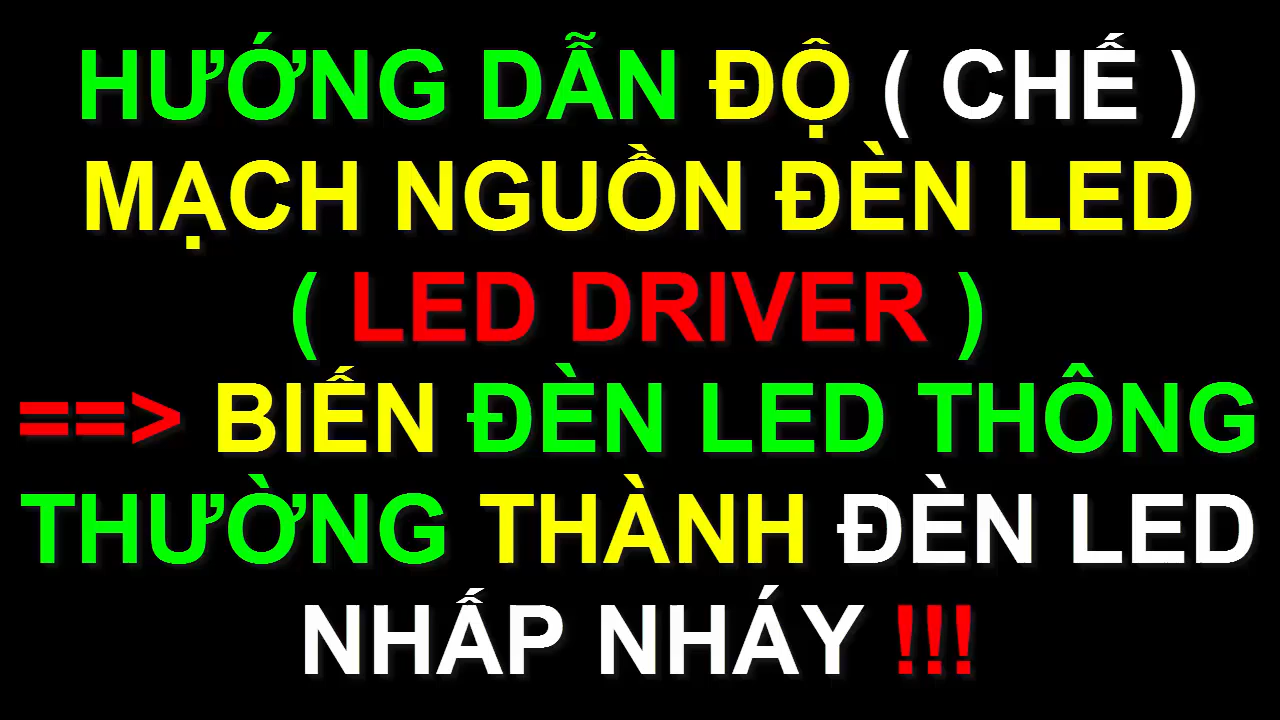 HƯỚNG DẪN ĐỘ ( CHẾ )
MẠCH NGUỒN ĐÈN LED
( LED DRIVER )
==> BIẾN ĐÈN LED THÔNG
THƯỜNG THÀNH ĐÈN LED
NHẤP NHÁY !!!